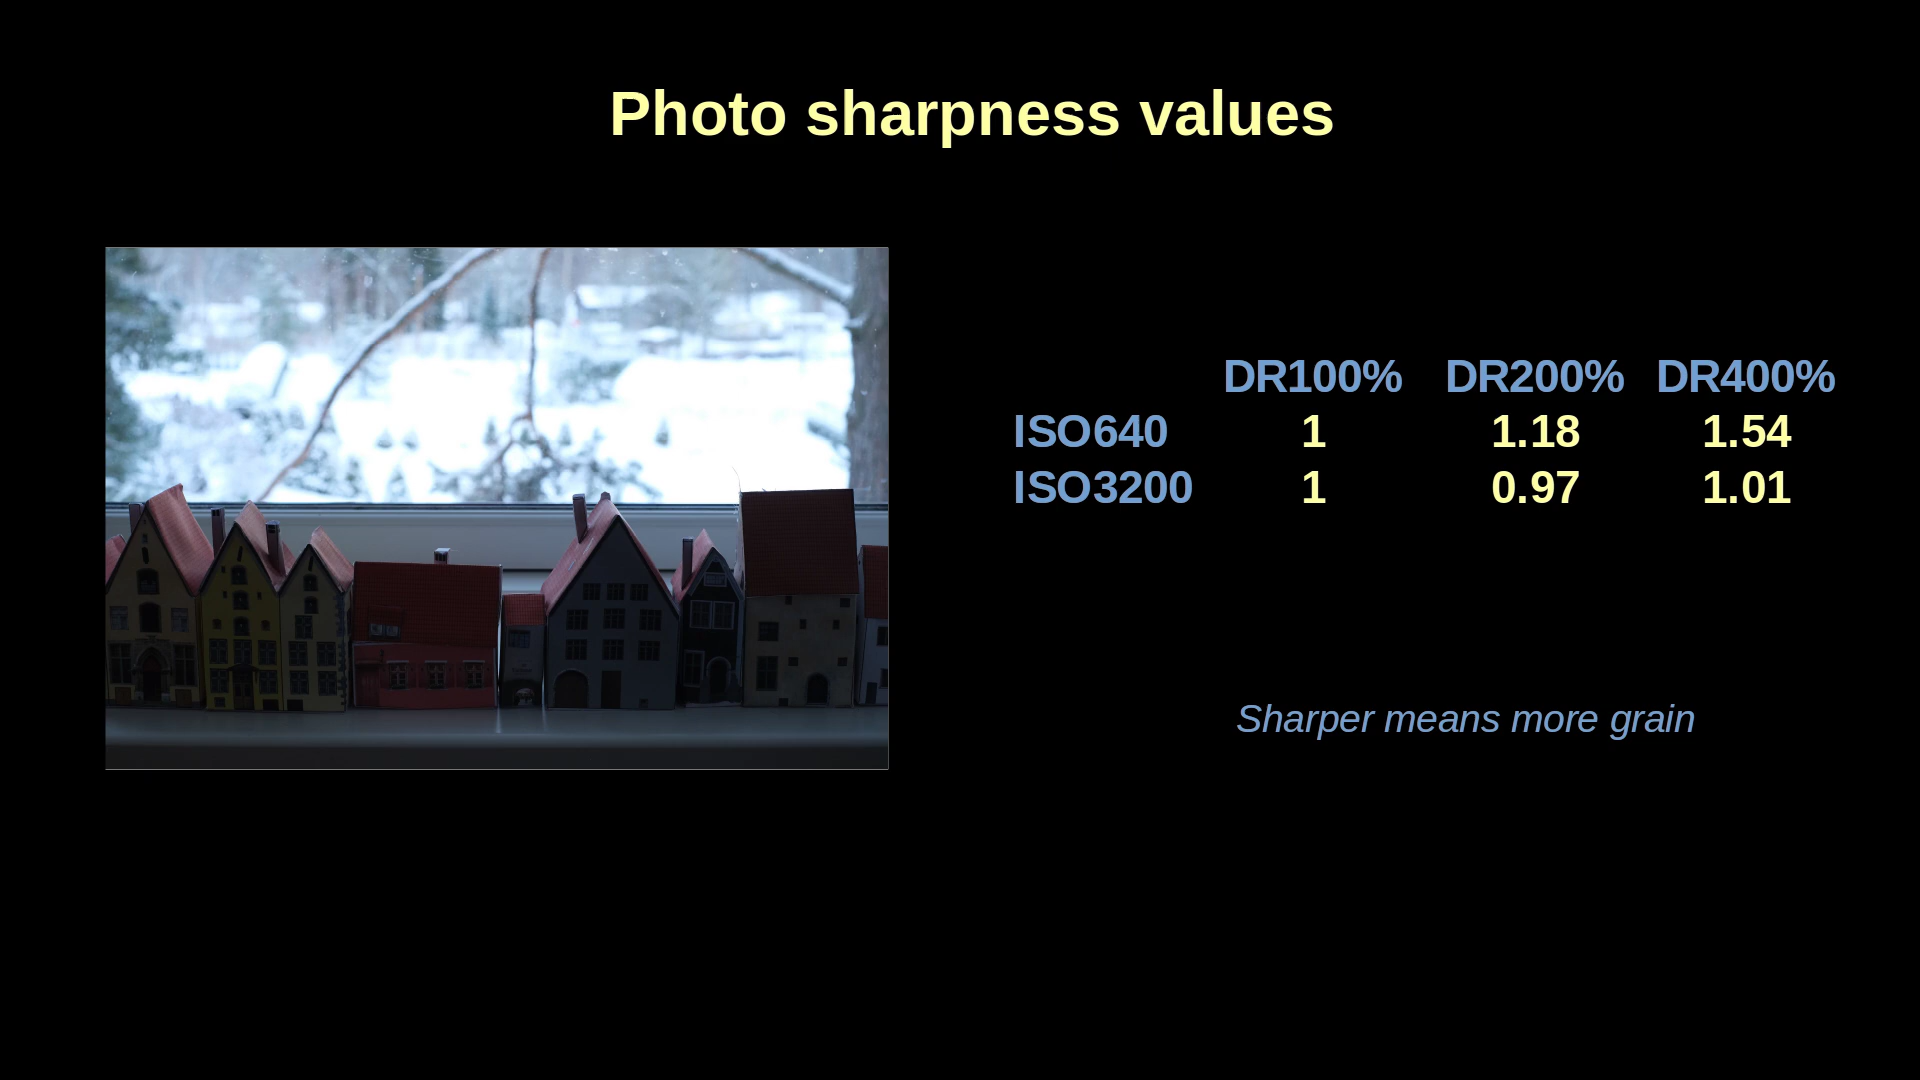 Photo sharpness values
DR100% DR200% DR400%
ISO640 1 1.18 1.54
ISO3200 1 0.97 1.01
Sharper means more grain